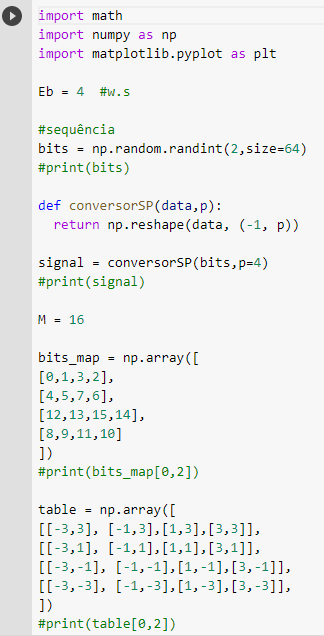 import math
import numpy as np
import matplotlib.pyplot as plt
Eb = 4  #w.s
#sequência
bits = np.random.randint(2,size=64)
#print(bits)
def conversorSP(data,p):
  return np.reshape(data, (-1, p))
signal = conversorSP(bits,p=4)
#print(signal)
M = 16
bits_map = np.array([
[0,1,3,2],
[4,5,7,6],
[12,13,15,14],
[8,9,11,10]
])
#print(bits_map[0,2])
table = np.array([
[[-3,3], [-1,3],[1,3],[3,3]],
[[-3,1], [-1,1],[1,1],[3,1]],
[[-3,-1], [-1,-1],[1,-1],[3,-1]],
[[-3,-3], [-1,-3],[1,-3],[3,-3]],
])
#print(table[0,2])